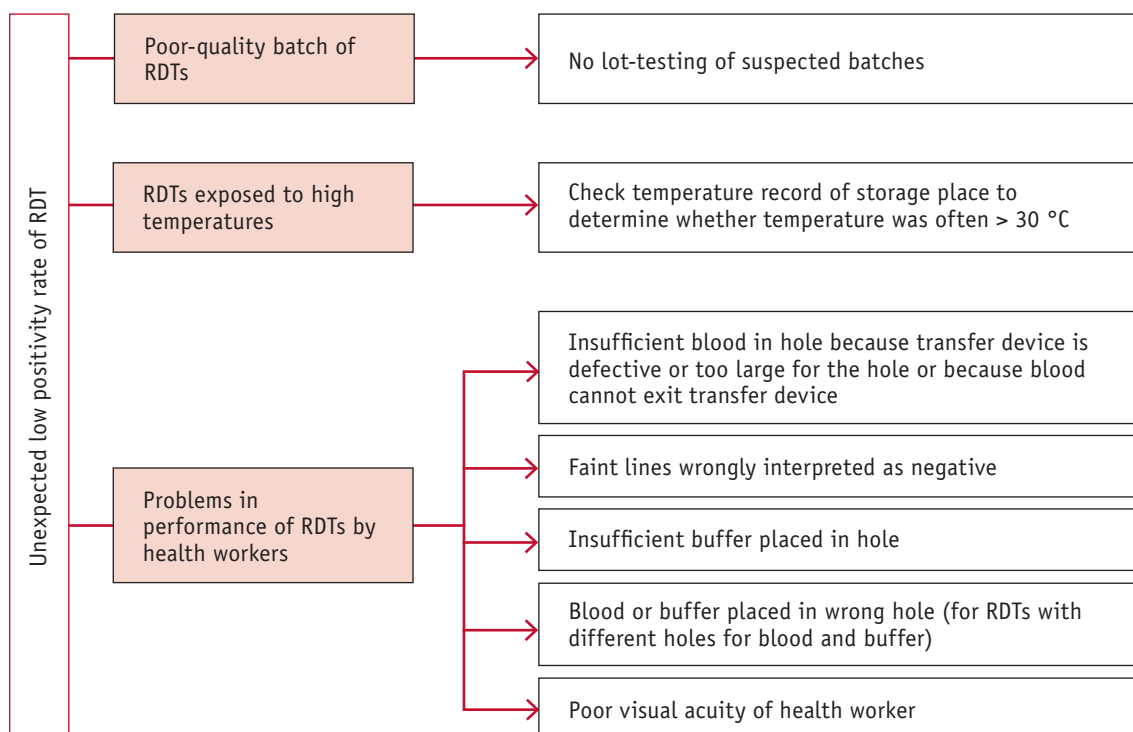 Unexpected low positivity rate of RDT
Poor-quality batch of
RDTs
No lot-testing of suspected batches
RDTs exposed to high
temperatures
Check temperature record of storage place to
determine whether temperature was often > 30 °C
Problems in
performance of RDTs by
health workers
Insufficient blood in hole because transfer device is
defective or too large for the hole or because blood
cannot exit transfer device
Faint lines wrongly interpreted as negative
Insufficient buffer placed in hole
Blood or buffer placed in wrong hole (for RDTs with
different holes for blood and buffer)
Poor visual acuity of health worker